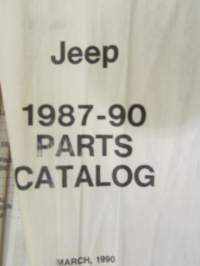 Jeep
1987-90
PARTS
CATALOG
MARCH, 1990